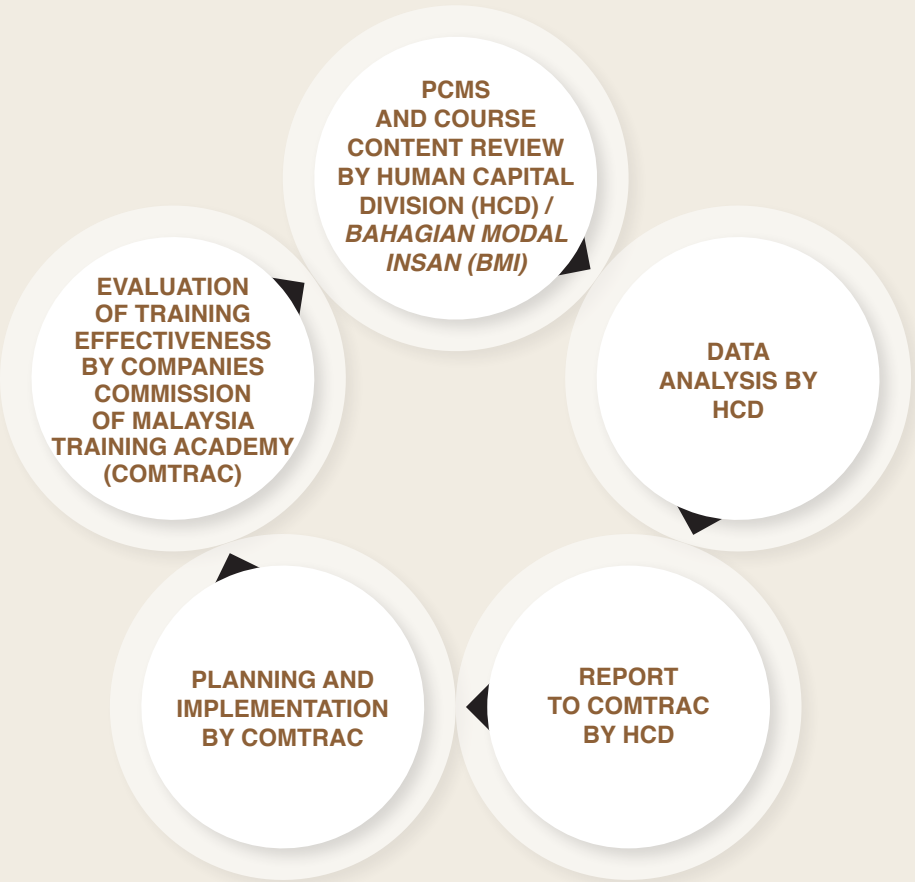 PCMS
AND COURSE
CONTENT REVIEW
BY HUMAN CAPITAL
DIVISION (HCD) /
BAHAGIAN MODAL
INSAN (BMI)
DATA
ANALYSIS BY
HCD
REPORT
TO COMTRAC
BY HCD
PLANNING AND
IMPLEMENTATION
BY COMTRAC
EVALUATION
OF TRAINING
EFFECTIVENESS
BY COMPANIES
COMMISSION
OF MALAYSIA
TRAINING ACADEMY
(COMTRAC)